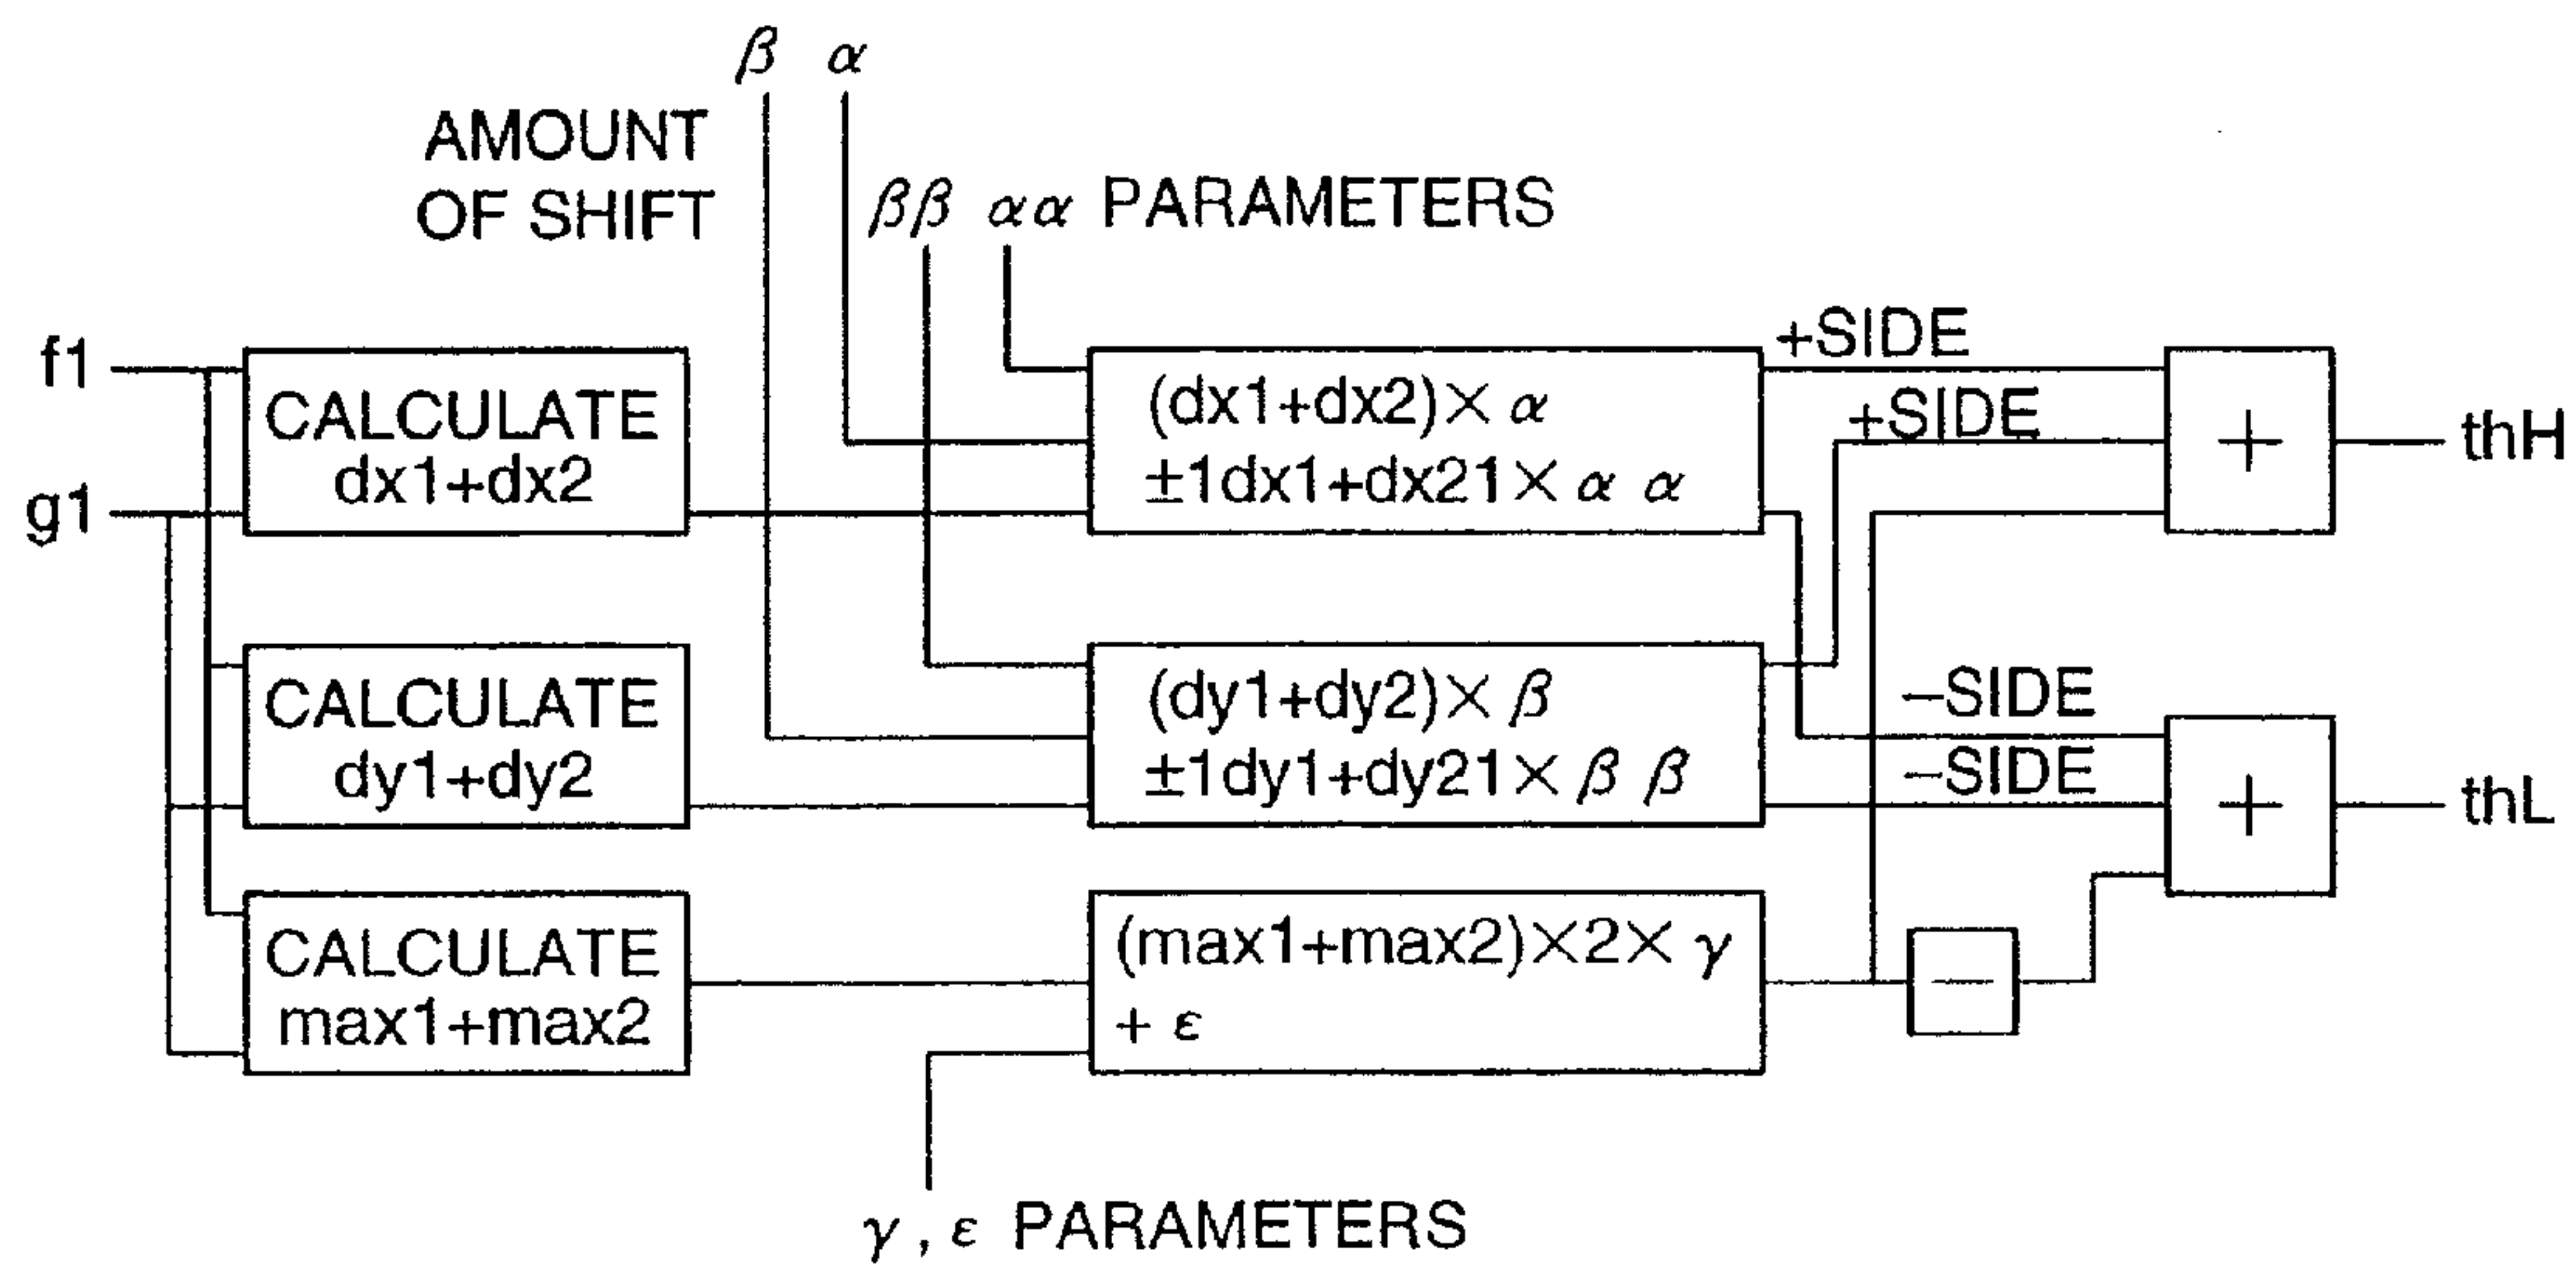 β α
AMOUNT
OF SHIFT
ββ αα PARAMETERS
f1
g1
CALCULATE
dx1+dx2
(dx1+dx2)× α
±1dx1+dx21× α α
+SIDE
+SIDE
+
thH
CALCULATE
dy1+dy2
(dy1+dy2)× β
±1dy1+dy21× β β
−SIDE
−SIDE
+
thL
CALCULATE
max1+max2
(max1+max2)×2× γ
+ ε
−
γ , ε PARAMETERS